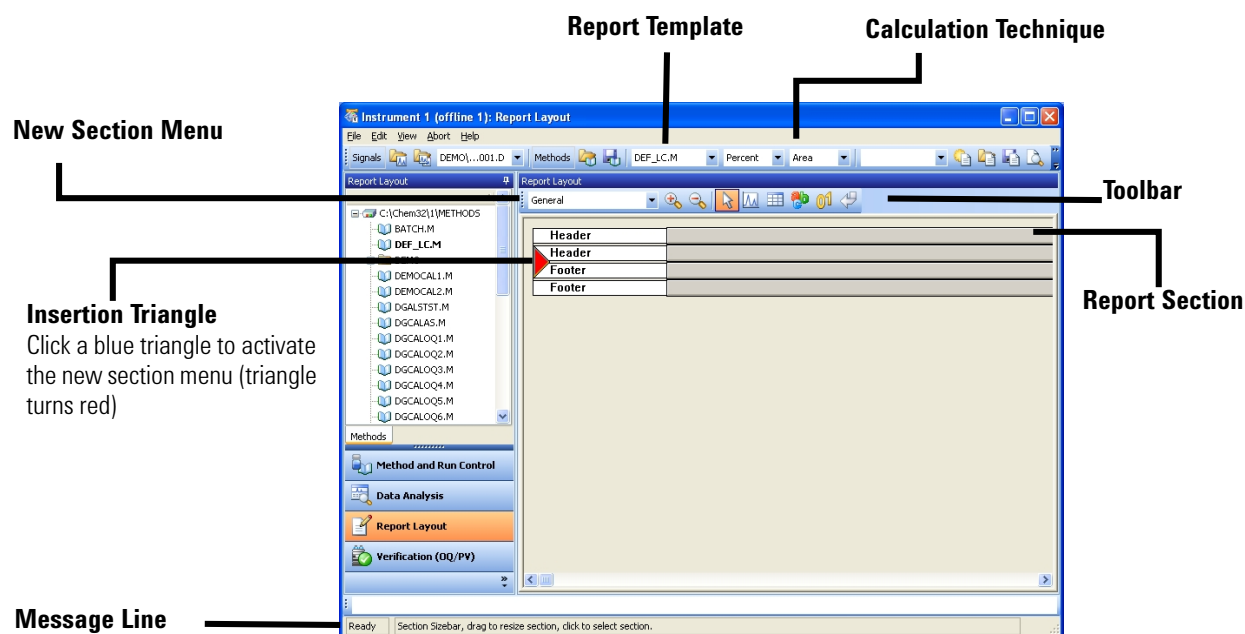 Report Template
Calculation Technique
New Section Menu
Instrument 1 (offline 1): Report Layout
File Edit View Abort Help
Signals DEMO\...001.D Methods DEF_LC.M Percent Area
Report Layout
Report Layout
General
Toolbar
C:\Chem32\1\METHODS
BATCH.M
DEF_LC.M
DEMOCAL1.M
DEMOCAL2.M
DGALSTST.M
DGCALAS.M
DGCALOQ1.M
DGCALOQ2.M
DGCALOQ3.M
DGCALOQ4.M
DGCALOQ5.M
DGCALOQ6.M
Methods
Header
Header
Footer
Footer
Report Section
Insertion Triangle
Click a blue triangle to activate
the new section menu (triangle
turns red)
Method and Run Control
Data Analysis
Report Layout
Verification (OQ/PV)
Message Line
Ready Section Sizebar, drag to resize section, click to select section.